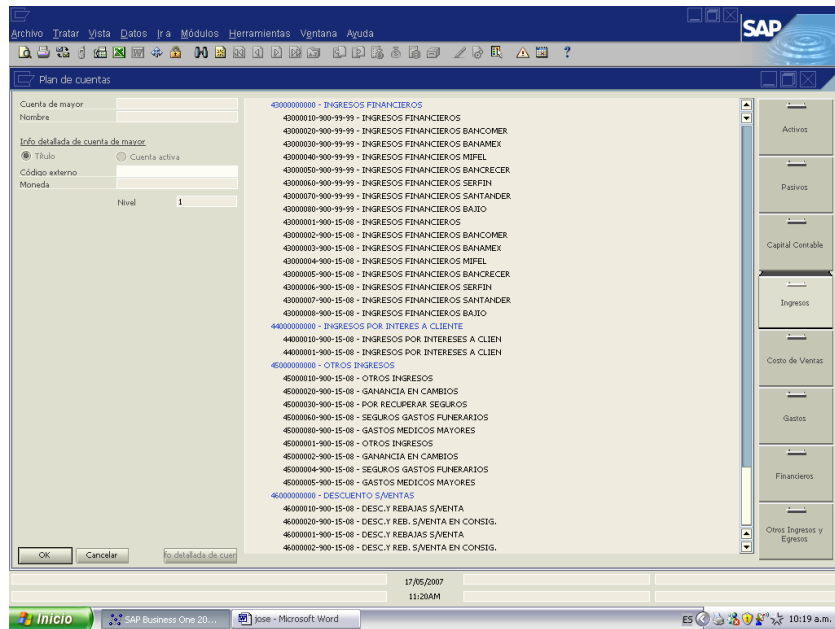 Archivo Tratar Vista Datos Ir a Módulos Herramientas Ventana Ayuda
SAP
Plan de cuentas
Cuenta de mayor
Nombre
Info detallada de cuenta de mayor
Título Cuenta activa
Código externo
Moneda
Nivel 1
43000000000 - INGRESOS FINANCIEROS
43000010-900-99-99 - INGRESOS FINANCIEROS
43000020-900-99-99 - INGRESOS FINANCIEROS BANCOMER
43000030-900-99-99 - INGRESOS FINANCIEROS BANAMEX
43000040-900-99-99 - INGRESOS FINANCIEROS MIFEL
43000050-900-99-99 - INGRESOS FINANCIEROS BANCRECER
43000060-900-99-99 - INGRESOS FINANCIEROS SERFIN
43000070-900-99-99 - INGRESOS FINANCIEROS SANTANDER
43000080-900-99-99 - INGRESOS FINANCIEROS BAJIO
43000001-900-15-08 - INGRESOS FINANCIEROS
43000002-900-15-08 - INGRESOS FINANCIEROS BANCOMER
43000003-900-15-08 - INGRESOS FINANCIEROS BANAMEX
43000004-900-15-08 - INGRESOS FINANCIEROS MIFEL
43000005-900-15-08 - INGRESOS FINANCIEROS BANCRECER
43000006-900-15-08 - INGRESOS FINANCIEROS SERFIN
43000007-900-15-08 - INGRESOS FINANCIEROS SANTANDER
43000008-900-15-08 - INGRESOS FINANCIEROS BAJIO
44000000000 - INGRESOS POR INTERES A CLIENTE
44000010-900-15-08 - INGRESOS POR INTERESES A CLIEN
44000001-900-15-08 - INGRESOS POR INTERESES A CLIEN
45000000000 - OTROS INGRESOS
45000010-900-15-08 - OTROS INGRESOS
45000020-900-15-08 - GANANCIA EN CAMBIOS
45000030-900-15-08 - POR RECUPERAR SEGUROS
45000060-900-15-08 - SEGUROS GASTOS FUNERARIOS
45000080-900-15-08 - GASTOS MEDICOS MAYORES
45000001-900-15-08 - OTROS INGRESOS
45000002-900-15-08 - GANANCIA EN CAMBIOS
45000004-900-15-08 - SEGUROS GASTOS FUNERARIOS
45000005-900-15-08 - GASTOS MEDICOS MAYORES
46000000000 - DESCUENTO S/VENTAS
46000010-900-15-08 - DESC.Y REBAJAS S/VENTA
46000020-900-15-08 - DESC.Y REB. S/VENTA EN CONSIG.
46000001-900-15-08 - DESC.Y REBAJAS S/VENTA
46000002-900-15-08 - DESC.Y REB. S/VENTA EN CONSIG.
Activos
Pasivos
Capital Contable
Ingresos
Costo de Ventas
Gastos
Financieros
Otros Ingresos y
Egresos
OK Cancelar fo detallada de cuen
17/05/2007
11:20AM
Inicio SAP Business One 20... jose - Microsoft Word ES 10:19 a.m.